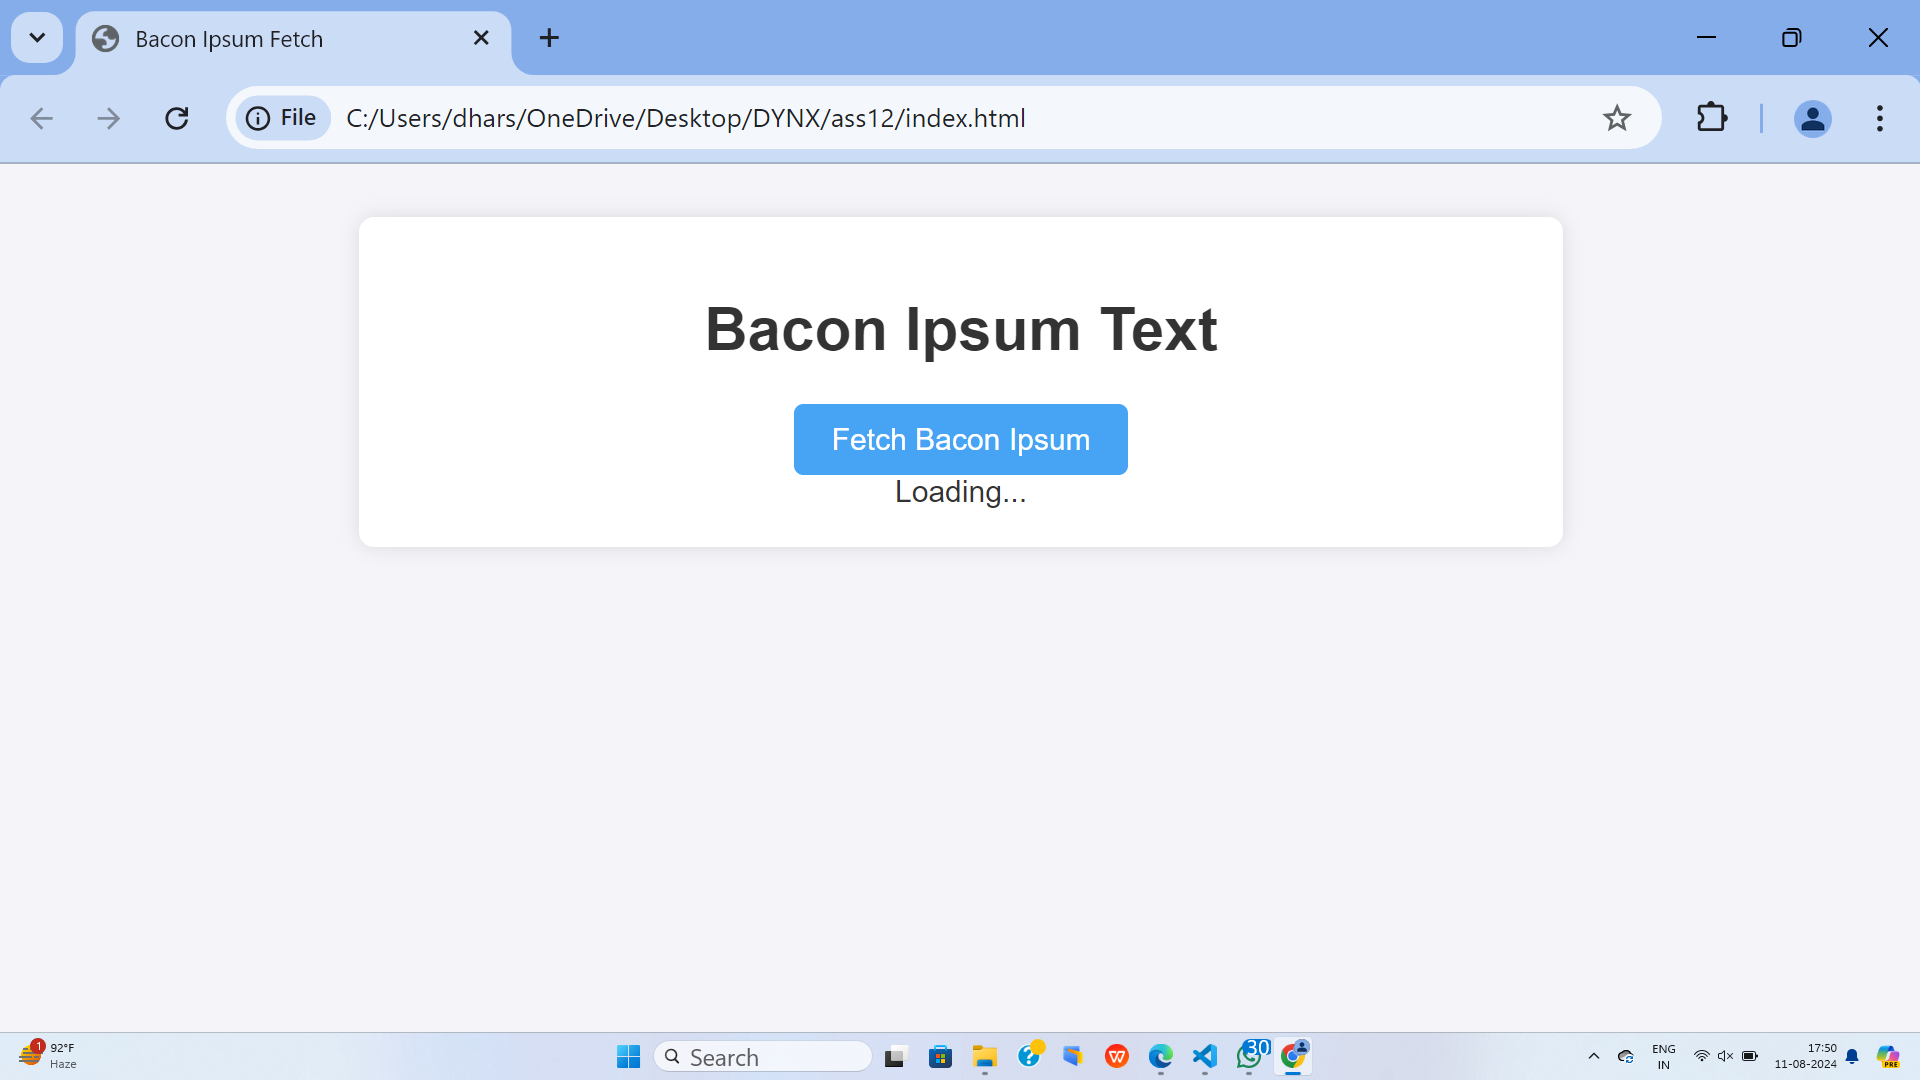 Bacon Ipsum Fetch
File C:/Users/dhars/OneDrive/Desktop/DYNX/ass12/index.html
Bacon Ipsum Text
Fetch Bacon Ipsum
Loading...
1
92°F
Haze
Search
30
ENG
IN
17:50
11-08-2024
PRE